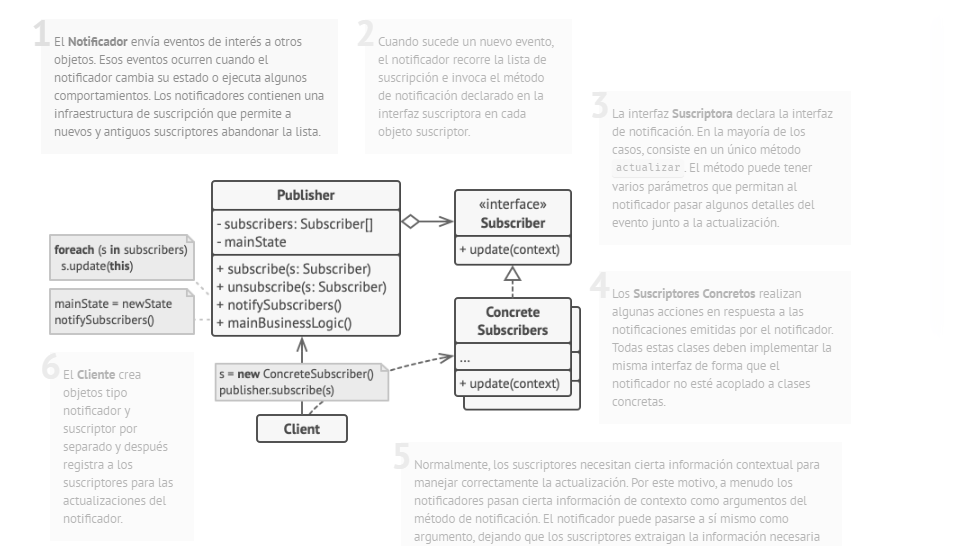 1
El Notificador envía eventos de interés a otros
objetos. Esos eventos ocurren cuando el
notificador cambia su estado o ejecuta algunos
comportamientos. Los notificadores contienen una
infraestructura de suscripción que permite a
nuevos y antiguos suscriptores abandonar la lista.
2
Cuando sucede un nuevo evento,
el notificador recorre la lista de
suscripción e invoca el método
de notificación declarado en la
interfaz suscriptora en cada
objeto suscriptor.
3
La interfaz Suscriptora declara la interfaz
de notificación. En la mayoría de los
casos, consiste en un único método
actualizar. El método puede tener
varios parámetros que permitan al
notificador pasar algunos detalles del
evento junto a la actualización.
Publisher
- subscribers: Subscriber[]
- mainState
+ subscribe(s: Subscriber)
+ unsubscribe(s: Subscriber)
+ notifySubscribers()
+ mainBusinessLogic()
«interface»
Subscriber
+ update(context)
foreach (s in subscribers)
s.update(this)
mainState = newState
notifySubscribers()
Concrete
Subscribers
...
+ update(context)
s = new ConcreteSubscriber()
publisher.subscribe(s)
Client
4
Los Suscriptores Concretos realizan
algunas acciones en respuesta a las
notificaciones emitidas por el notificador.
Todas estas clases deben implementar la
misma interfaz de forma que el
notificador no esté acoplado a clases
concretas.
6
El Cliente crea
objetos tipo
notificador y
suscriptor por
separado y después
registra a los
suscriptores para las
actualizaciones del
notificador.
5
Normalmente, los suscriptores necesitan cierta información contextual para
manejar correctamente la actualización. Por este motivo, a menudo los
notificadores pasan cierta información de contexto como argumentos del
método de notificación. El notificador puede pasarse a sí mismo como
argumento, dejando que los suscriptores extraigan la información necesaria